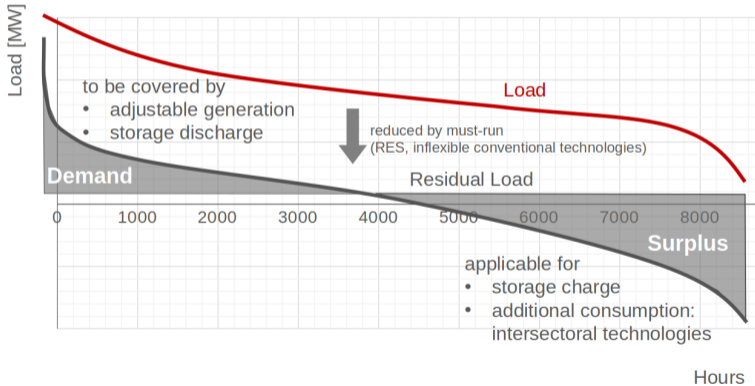 Load [MW]
to be covered by
• adjustable generation
• storage discharge
Load
reduced by must-run
(RES, inflexible conventional technologies)
Demand
Residual Load
0 1000 2000 3000 4000 5000 6000 7000 8000
Surplus
applicable for
• storage charge
• additional consumption:
intersectoral technologies
Hours